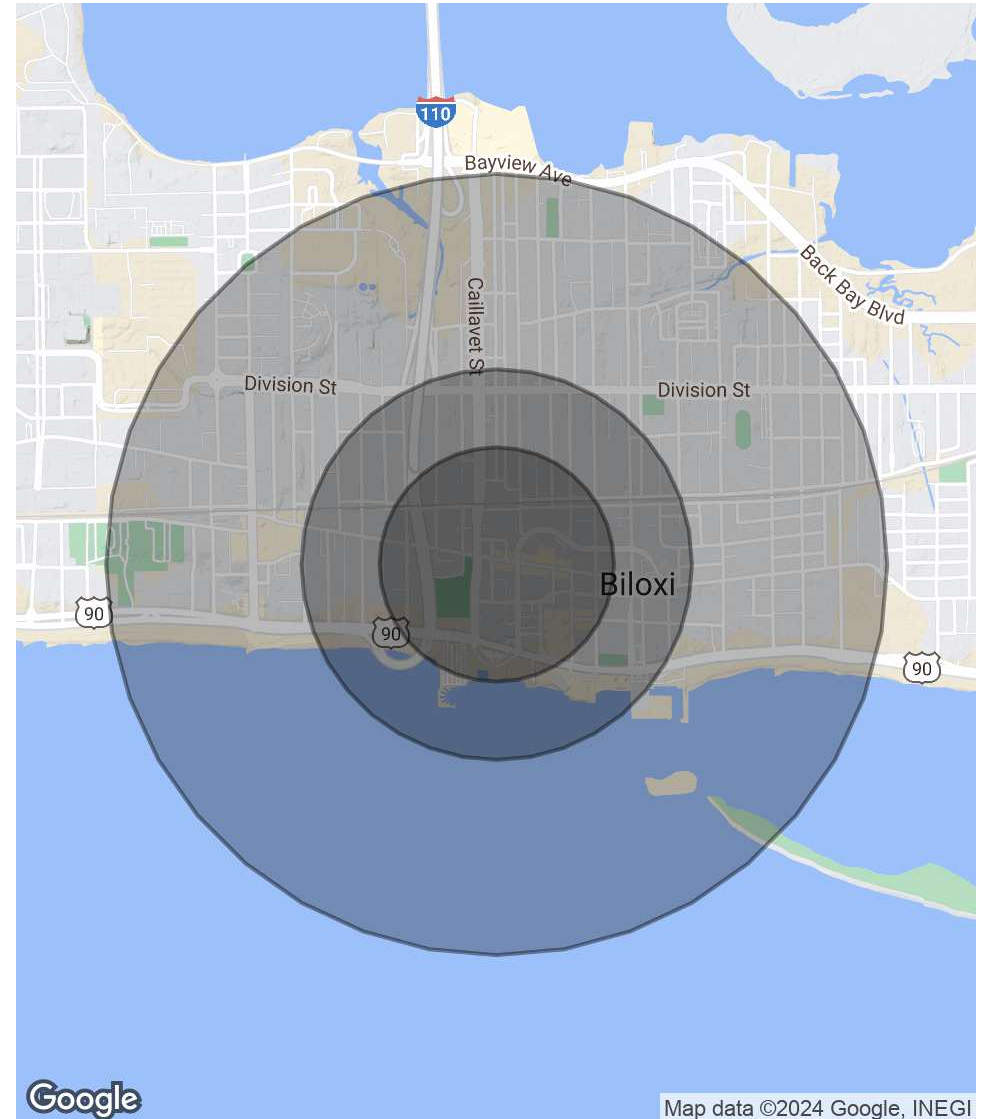 110
Bayview Ave
Back Bay Blvd
Caillavet St
Division St
Division St
Biloxi
90
90
90
Google
Map data ©2024 Google, INEGI